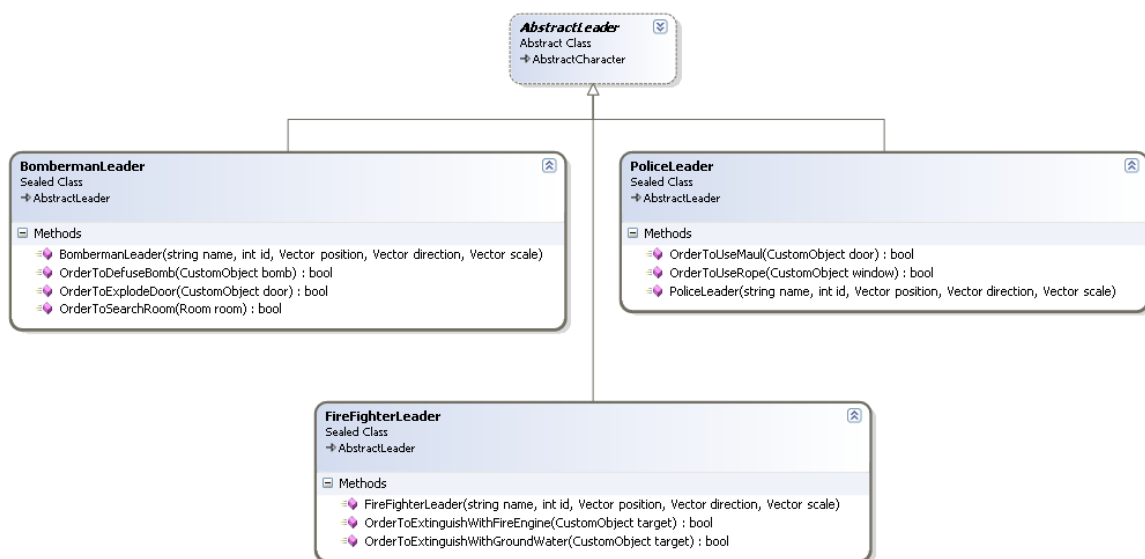 AbstractLeader
Abstract Class
AbstractCharacter
BombermanLeader
Sealed Class
AbstractLeader
Methods
BombermanLeader(string name, int id, Vector position, Vector direction, Vector scale)
OrderToDefuseBomb(CustomObject bomb) : bool
OrderToExplodeDoor(CustomObject door) : bool
OrderToSearchRoom(Room room) : bool
PoliceLeader
Sealed Class
AbstractLeader
Methods
OrderToUseMaul(CustomObject door) : bool
OrderToUseRope(CustomObject window) : bool
PoliceLeader(string name, int id, Vector position, Vector direction, Vector scale)
FireFighterLeader
Sealed Class
AbstractLeader
Methods
FireFighterLeader(string name, int id, Vector position, Vector direction, Vector scale)
OrderToExtinguishWithFireEngine(CustomObject target) : bool
OrderToExtinguishWithGroundWater(CustomObject target) : bool